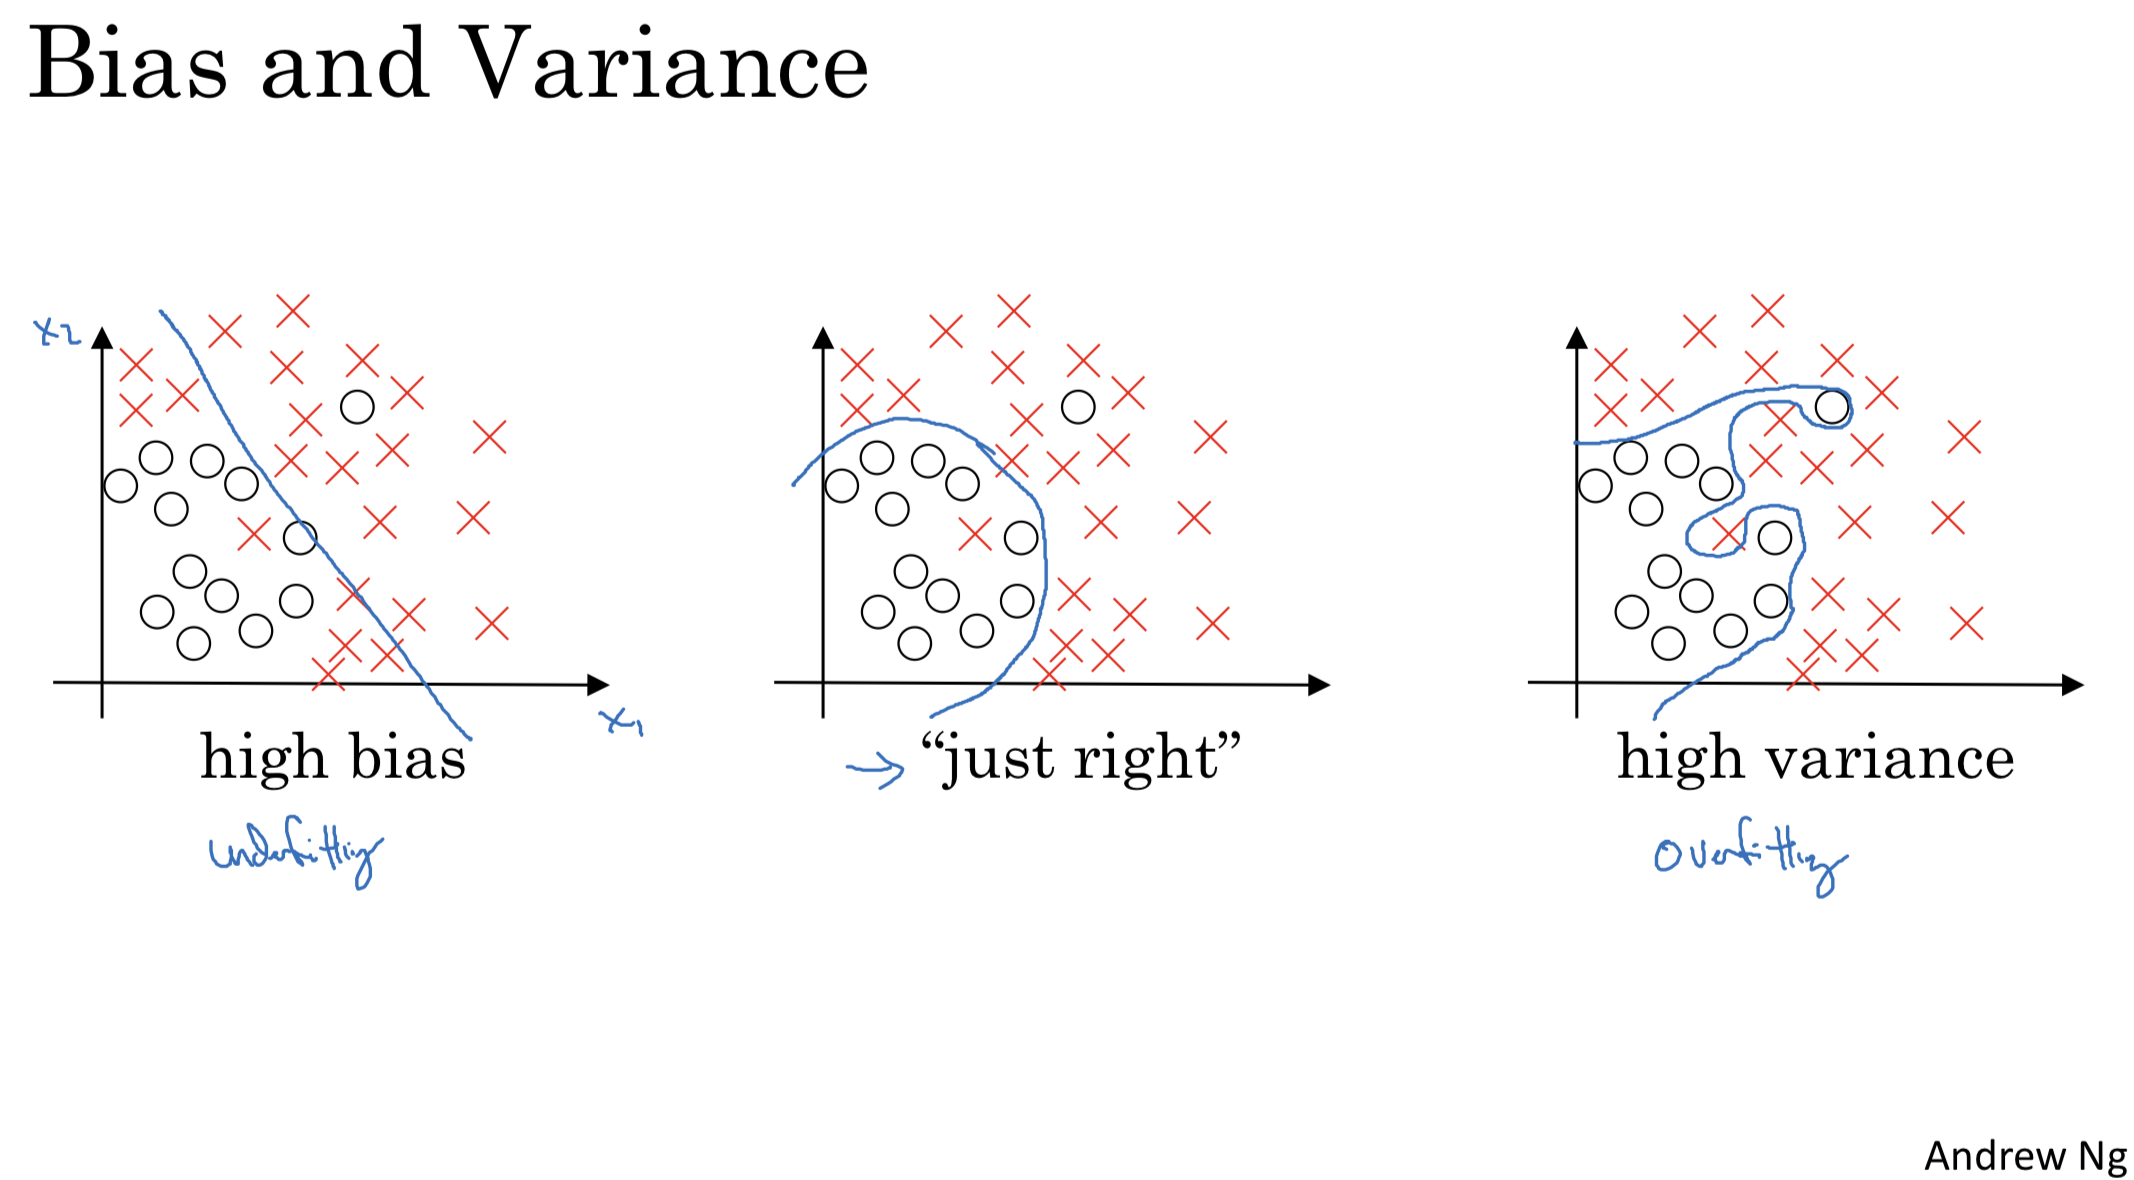 Bias and Variance
x2
x1
high bias
→ “just right”
high variance
underfitting
overfitting
Andrew Ng